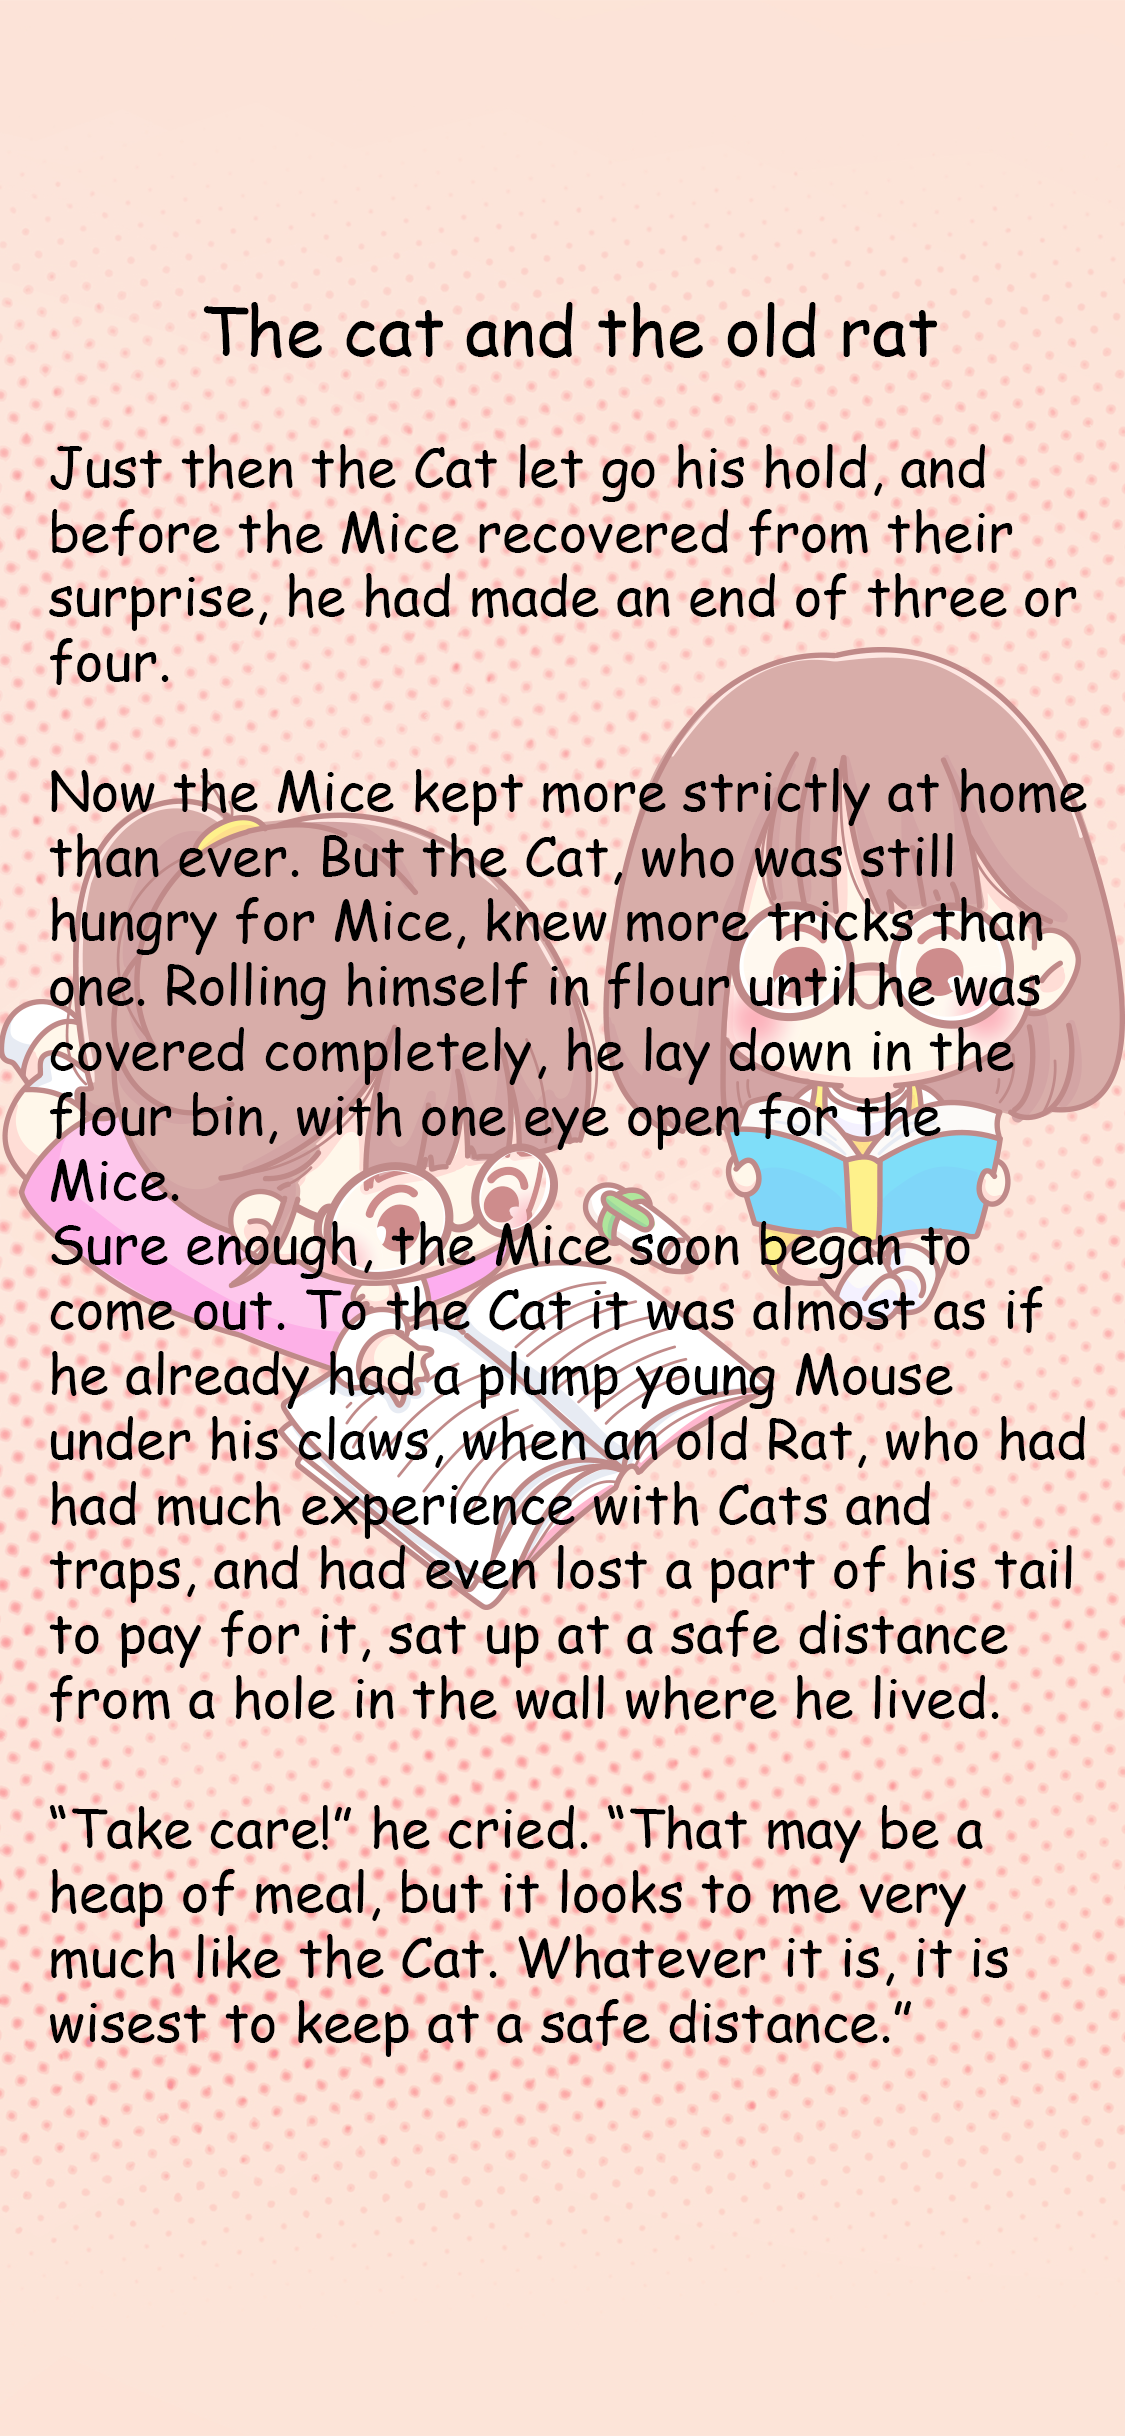 The cat and the old rat
Just then the Cat let go his hold, and
before the Mice recovered from their
surprise, he had made an end of three or
four.
Now the Mice kept more strictly at home
than ever. But the Cat, who was still
hungry for Mice, knew more tricks than
one. Rolling himself in flour until he was
covered completely, he lay down in the
flour bin, with one eye open for the
Mice.
Sure enough, the Mice soon began to
come out. To the Cat it was almost as if
he already had a plump young Mouse
under his claws, when an old Rat, who had
had much experience with Cats and
traps, and had even lost a part of his tail
to pay for it, sat up at a safe distance
from a hole in the wall where he lived.
“Take care!” he cried. “That may be a
heap of meal, but it looks to me very
much like the Cat. Whatever it is, it is
wisest to keep at a safe distance.”